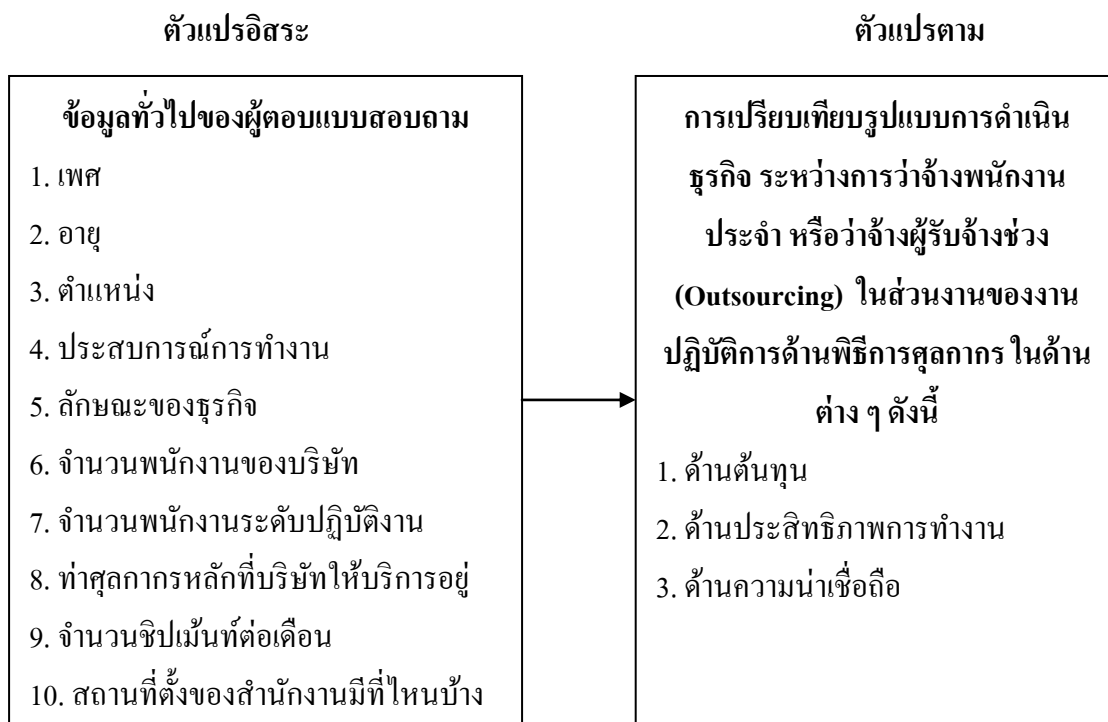 ตัวแปรอิสระ
ข้อมูลทั่วไปของผู้ตอบแบบสอบถาม
1. เพศ
2. อายุ
3. ตำแหน่ง
4. ประสบการณ์การทำงาน
5. ลักษณะของธุรกิจ
6. จำนวนพนักงานของบริษัท
7. จำนวนพนักงานระดับปฏิบัติงาน
8. ท่าศุลกากรหลักที่บริษัทให้บริการอยู่
9. จำนวนชิปเม้นท์ต่อเดือน
10. สถานที่ตั้งของสำนักงานมีที่ไหนบ้าง
ตัวแปรตาม
การเปรียบเทียบรูปแบบการดำเนิน
ธุรกิจ ระหว่างการว่าจ้างพนักงาน
ประจำ หรือว่าจ้างผู้รับจ้างช่วง
(Outsourcing) ในส่วนงานของงาน
ปฏิบัติการด้านพิธีการศุลกากร ในด้าน
ต่าง ๆ ดังนี้
1. ด้านต้นทุน
2. ด้านประสิทธิภาพการทำงาน
3. ด้านความน่าเชื่อถือ